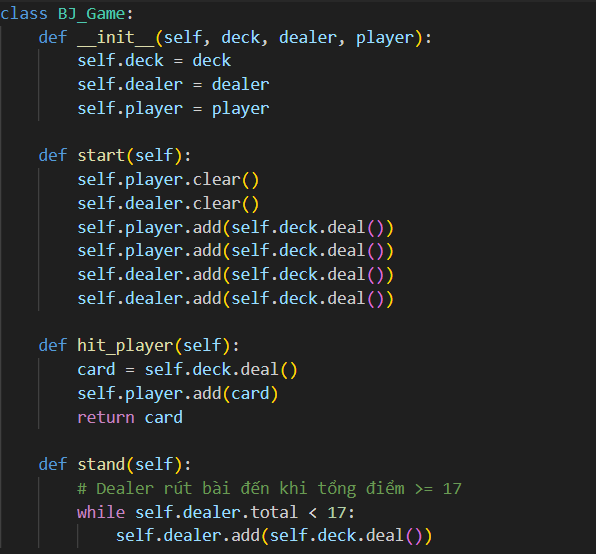 class BJ_Game:
    def __init__(self, deck, dealer, player):
        self.deck = deck
        self.dealer = dealer
        self.player = player

    def start(self):
        self.player.clear()
        self.dealer.clear()
        self.player.add(self.deck.deal())
        self.player.add(self.deck.deal())
        self.dealer.add(self.deck.deal())
        self.dealer.add(self.deck.deal())

    def hit_player(self):
        card = self.deck.deal()
        self.player.add(card)
        return card

    def stand(self):
        # Dealer rút bài đến khi tổng điểm >= 17
        while self.dealer.total < 17:
            self.dealer.add(self.deck.deal())